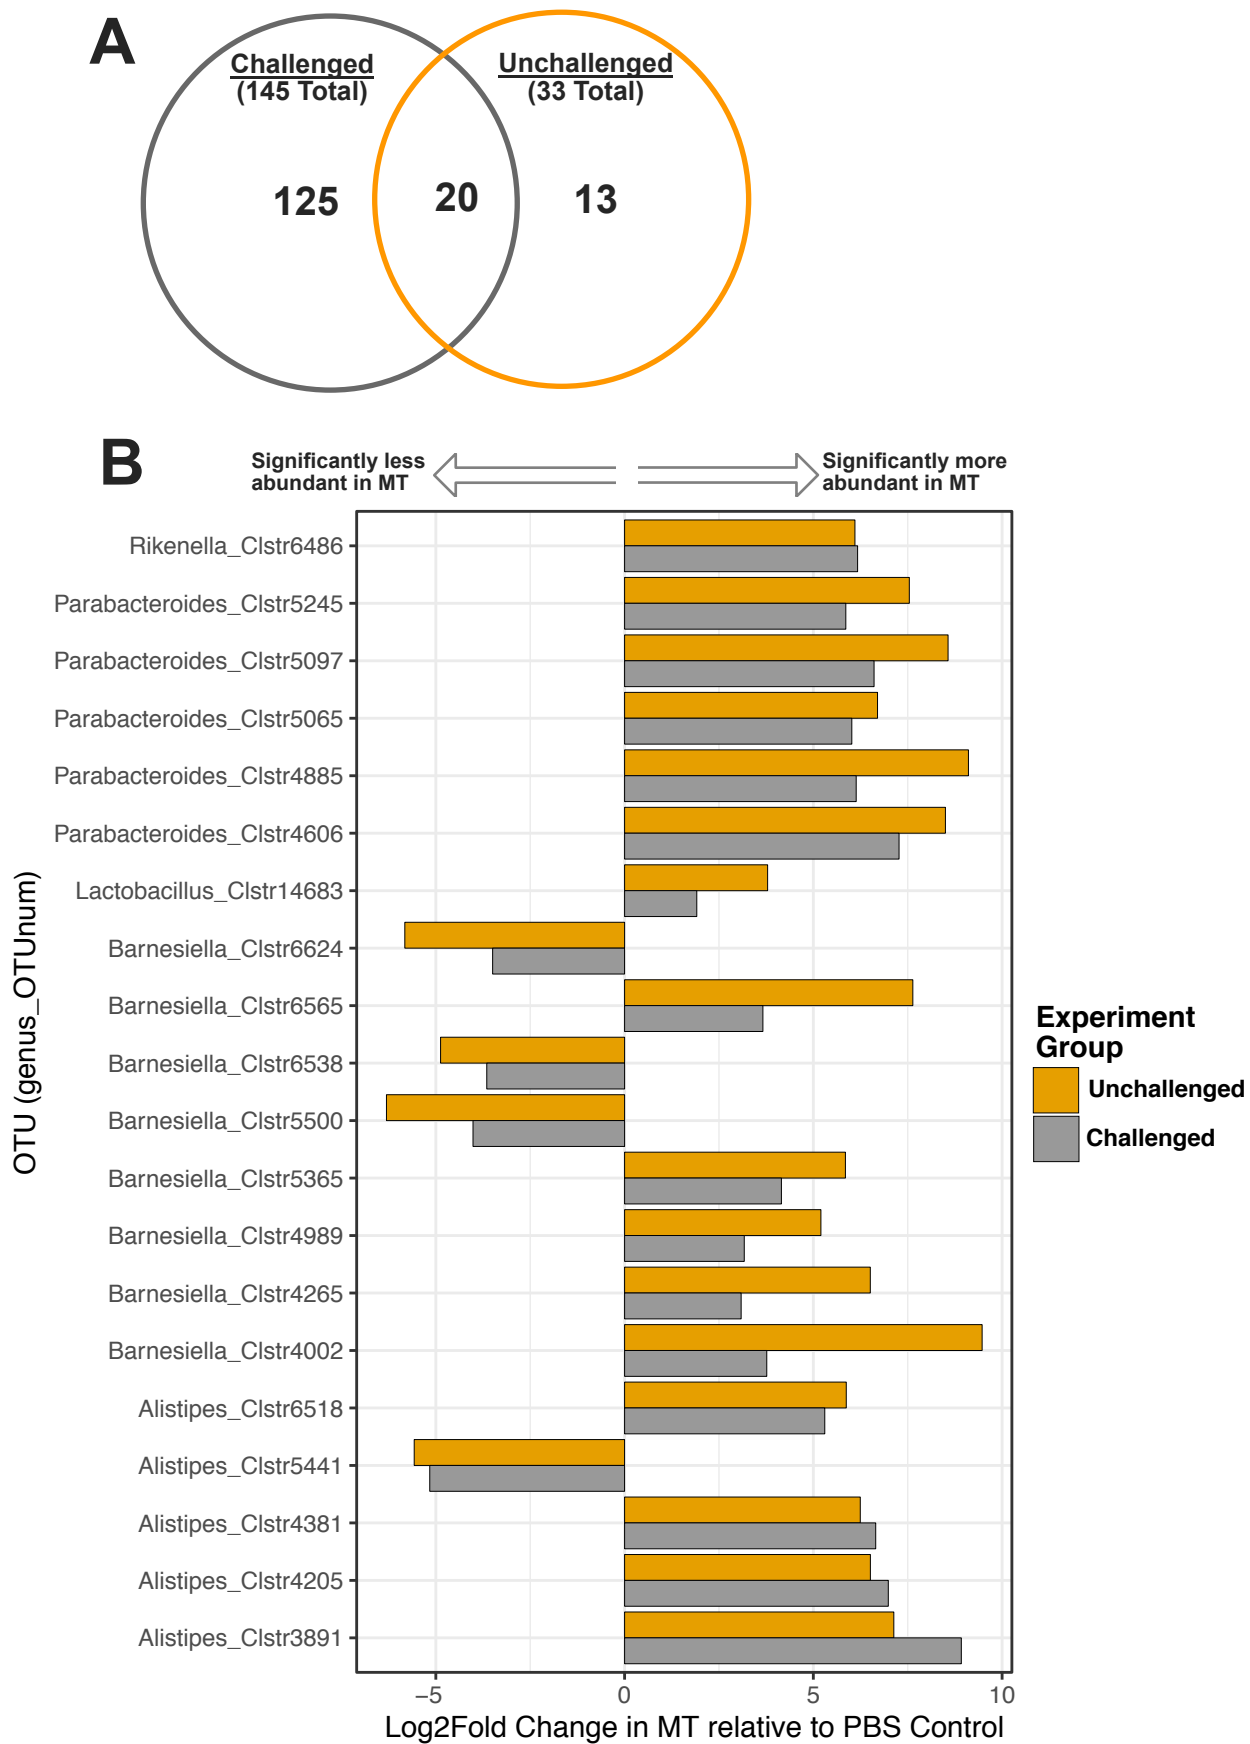 A
Challenged
(145 Total)
Unchallenged
(33 Total)
125
20
13
B
Significantly less
abundant in MT
Significantly more
abundant in MT
OTU (genus_OTUnum)
Rikenella_Clstr6486
Parabacteroides_Clstr5245
Parabacteroides_Clstr5097
Parabacteroides_Clstr5065
Parabacteroides_Clstr4885
Parabacteroides_Clstr4606
Lactobacillus_Clstr14683
Barnesiella_Clstr6624
Barnesiella_Clstr6565
Barnesiella_Clstr6538
Barnesiella_Clstr5500
Barnesiella_Clstr5365
Barnesiella_Clstr4989
Barnesiella_Clstr4265
Barnesiella_Clstr4002
Alistipes_Clstr6518
Alistipes_Clstr5441
Alistipes_Clstr4381
Alistipes_Clstr4205
Alistipes_Clstr3891
−5 0 5 10
Log2Fold Change in MT relative to PBS Control
Experiment
Group
Unchallenged
Challenged